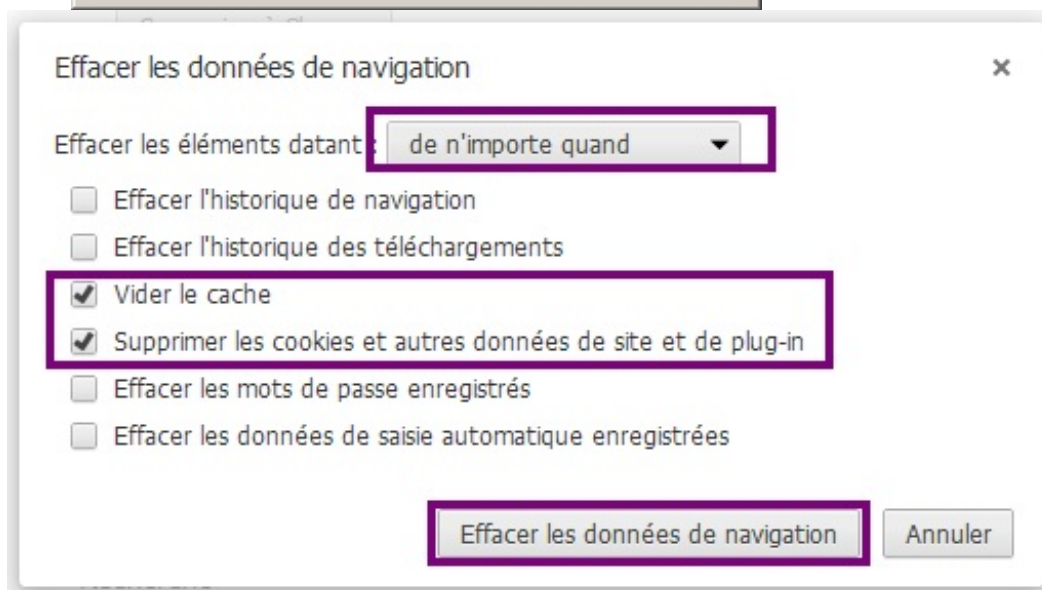 Effacer les données de navigation
Effacer les éléments datant : de n'importe quand
Effacer l'historique de navigation
Effacer l'historique des téléchargements
Vider le cache
Supprimer les cookies et autres données de site et de plug-in
Effacer les mots de passe enregistrés
Effacer les données de saisie automatique enregistrées
Effacer les données de navigation Annuler